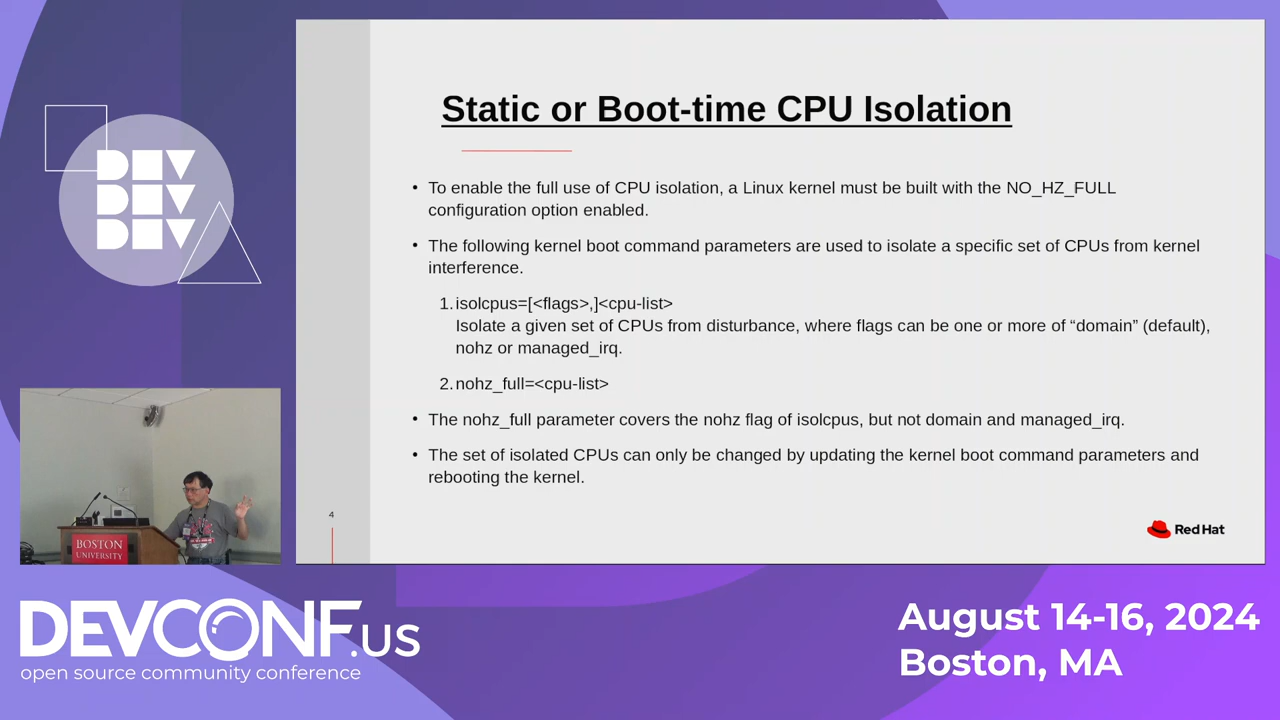 DEV
DEV
DEV
Static or Boot-time CPU Isolation
• To enable the full use of CPU isolation, a Linux kernel must be built with the NO_HZ_FULL
configuration option enabled.
• The following kernel boot command parameters are used to isolate a specific set of CPUs from kernel
interference.
1. isolcpus=[<flags>,]<cpu-list>
Isolate a given set of CPUs from disturbance, where flags can be one or more of “domain” (default),
nohz or managed_irq.
2. nohz_full=<cpu-list>
• The nohz_full parameter covers the nohz flag of isolcpus, but not domain and managed_irq.
• The set of isolated CPUs can only be changed by updating the kernel boot command parameters and
rebooting the kernel.
4
Red Hat
BOSTON
UNIVERSITY
DEVCONF.US
open source community conference
August 14-16, 2024
Boston, MA